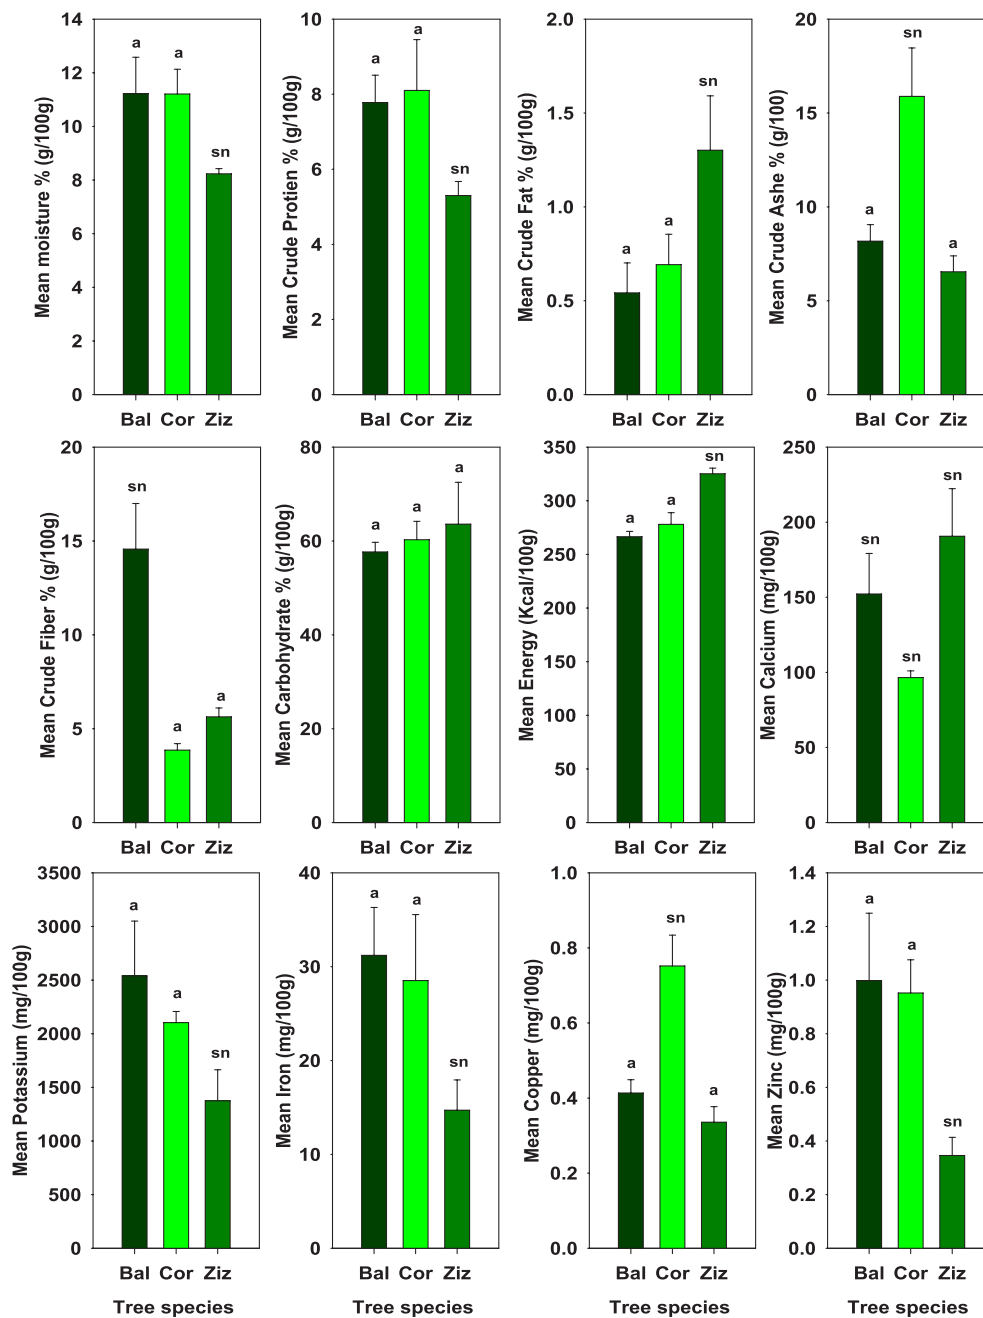 Mean moisture % (g/100g)
14
12
10
8
6
4
2
0
a
a
sn
Bal Cor Ziz
Mean Crude Protien % (g/100g)
10
8
6
4
2
0
a
a
sn
Bal Cor Ziz
Mean Crude Fat % (g/100g)
2.0
1.5
1.0
0.5
0.0
a
a
sn
Bal Cor Ziz
Mean Crude Ashe % (g/100)
20
15
10
5
0
a
sn
a
Bal Cor Ziz
Mean Crude Fiber % (g/100g)
20
15
10
5
0
sn
a
a
Bal Cor Ziz
Mean Carbohydrate % (g/100g)
80
60
40
20
0
a
a
a
Bal Cor Ziz
Mean Energy (Kcal/100g)
350
300
250
200
150
100
50
0
a
a
sn
Bal Cor Ziz
Mean Calcium (mg/100g)
250
200
150
100
50
0
sn
sn
sn
Bal Cor Ziz
Mean Potassium (mg/100g)
3500
3000
2500
2000
1500
1000
500
0
a
a
sn
Bal Cor Ziz
Tree species
Mean Iron (mg/100g)
40
30
20
10
0
a
a
sn
Bal Cor Ziz
Tree species
Mean Copper (mg/100g)
1.0
0.8
0.6
0.4
0.2
0.0
a
sn
a
Bal Cor Ziz
Tree species
Mean Zinc (mg/100g)
1.4
1.2
1.0
0.8
0.6
0.4
0.2
0.0
a
a
sn
Bal Cor Ziz
Tree species